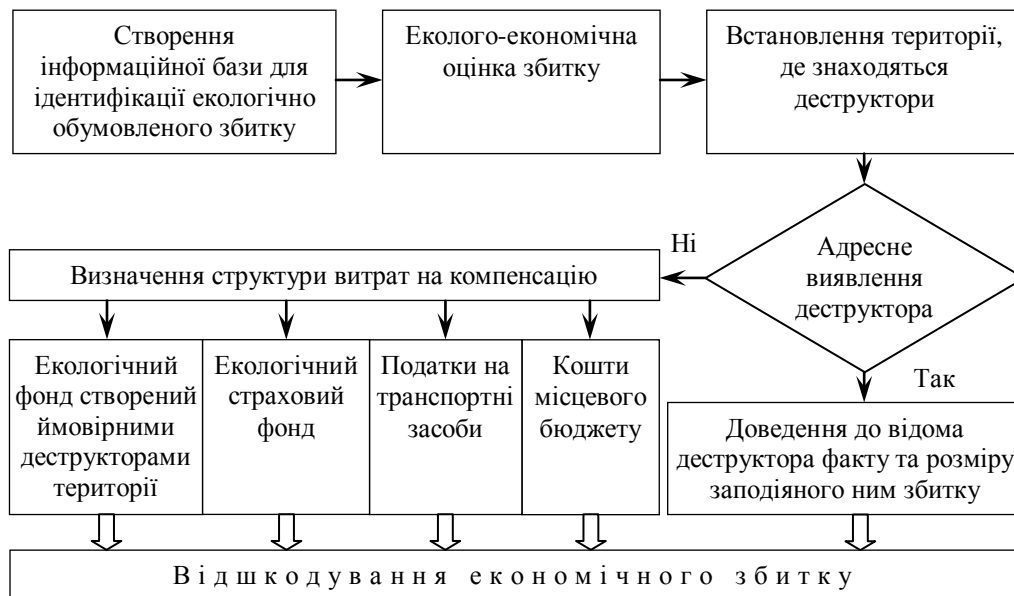 Створення
інформаційної бази для
ідентифікації екологічно
обумовленого збитку
Еколого-економічна
оцінка збитку
Встановлення території,
де знаходяться
деструктори
Адресне
виявлення
деструктора
Ні
Так
Визначення структури витрат на компенсацію
Екологічний
фонд створений
ймовірними
деструкторами
території
Екологічний
страховий
фонд
Податки на
транспортні
засоби
Кошти
місцевого
бюджету
Доведення до відома
деструктора факту та розміру
заподіяного ним збитку
Відшкодування економічного збитку